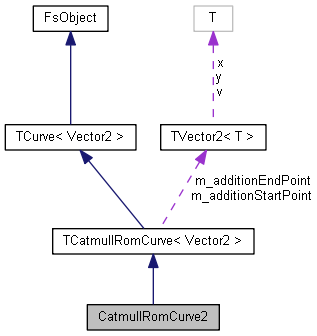 FsObject
T
x
y
v
TCurve< Vector2 >
TVector2< T >
m_additionEndPoint
m_additionStartPoint
TCatmullRomCurve< Vector2 >
CatmullRomCurve2